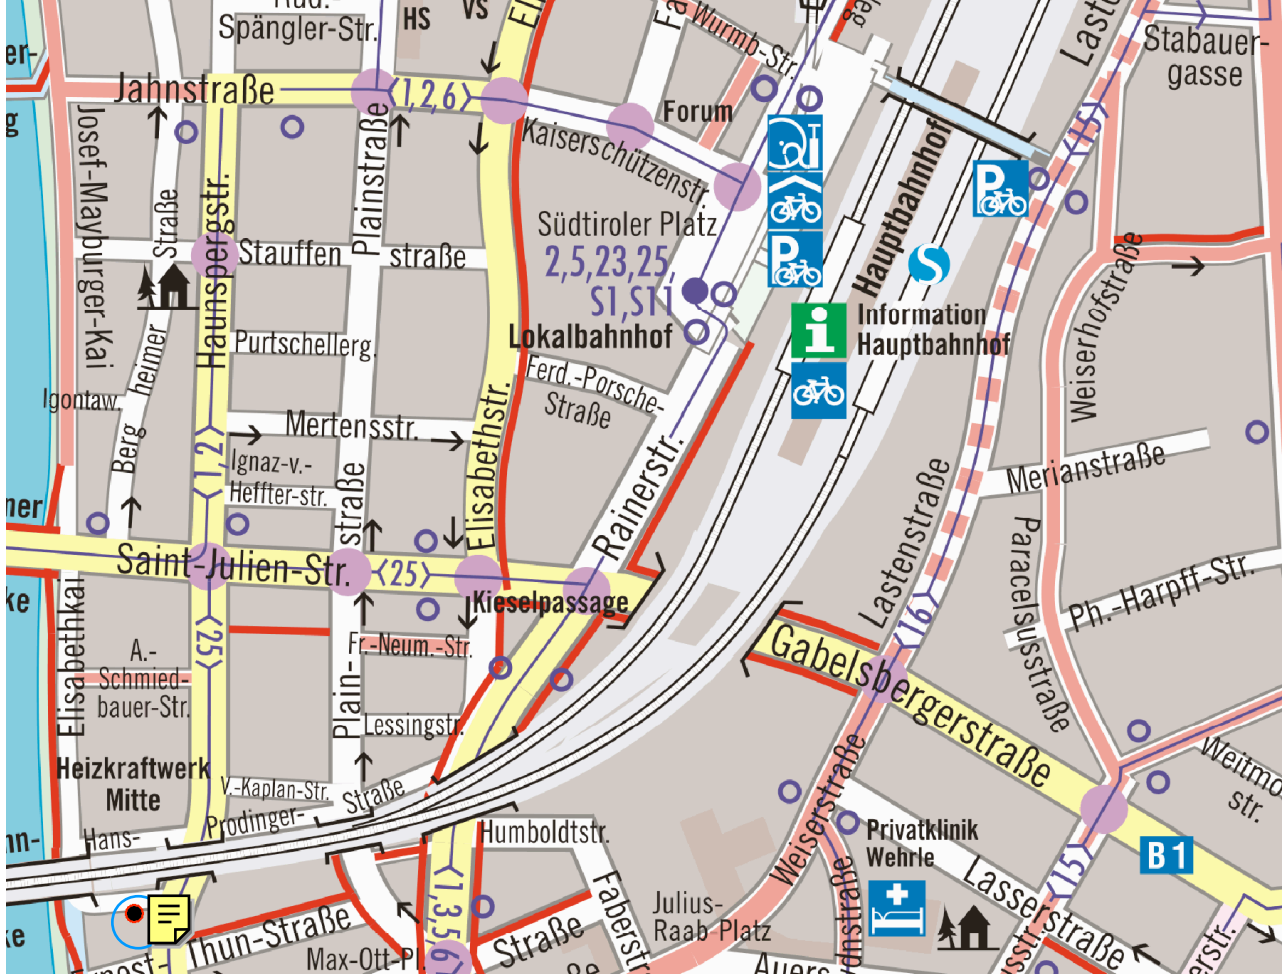 Spängler-Str.
HS
VS
Wurmb-Str.
Stabauer-
gasse
Jahnstraße
<1,2,6>
Forum
Kaiserschützenstr.
<15>
Josef-Mayburger-Kai
Straße
Haunsbergstr.
Plainstraße
Südtiroler Platz
2,5,23,25,
S1,S11
Lokalbahnhof
P
P
Hauptbahnhof
S
i
Information
Hauptbahnhof
Stauffen
straße
Weiserhofstraße
Purtschellerg.
Ferd.-Porsche-
Straße
Igontaw.
heimer
Berg
Mertensstr.
Elisabethstr.
<1,2,7>
Ignaz-v.-
Heffter-str.
straße
Rainerstr.
Lastenstraße
Merianstraße
Paracelsusstraße
Saint-Julien-Str.
<25>
Kieselpassage
<16>
Ph.-Harpff-Str.
Elisabethkai
<25>
Fr.-Neum.-Str.
A.-
Schmied-
bauer-Str.
Plain-
Lessingstr.
Gabelsbergerstraße
Heizkraftwerk
Mitte
V.-Kaplan-Str.
Hans-
Prodinger-
Straße
Humboldtstr.
Weiserstraße
Weitmo
str.
Privatklinik
Wehrle
B1
<15>
Lasserstraße
Faberstr
<1,3,5,6
Julius-
Raab-Platz
Thun-Straße
Max-Ott-Pl.
Straße
Auers